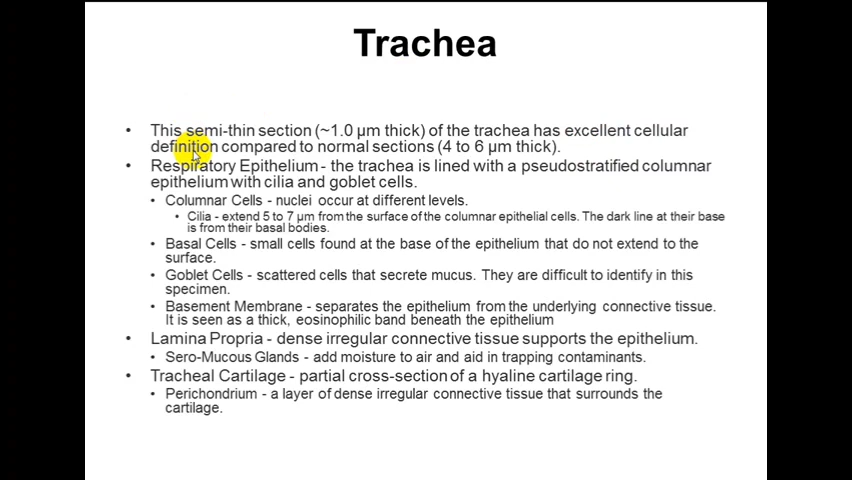 Trachea
• This semi-thin section (~1.0 µm thick) of the trachea has excellent cellular
definition compared to normal sections (4 to 6 µm thick).
• Respiratory Epithelium - the trachea is lined with a pseudostratified columnar
epithelium with cilia and goblet cells.
• Columnar Cells - nuclei occur at different levels.
• Cilia - extend 5 to 7 µm from the surface of the columnar epithelial cells. The dark line at their base
is from their basal bodies.
• Basal Cells - small cells found at the base of the epithelium that do not extend to the
surface.
• Goblet Cells - scattered cells that secrete mucus. They are difficult to identify in this
specimen.
• Basement Membrane - separates the epithelium from the underlying connective tissue.
It is seen as a thick, eosinophilic band beneath the epithelium
• Lamina Propria - dense irregular connective tissue supports the epithelium.
• Sero-Mucous Glands - add moisture to air and aid in trapping contaminants.
• Tracheal Cartilage - partial cross-section of a hyaline cartilage ring.
• Perichondrium - a layer of dense irregular connective tissue that surrounds the
cartilage.